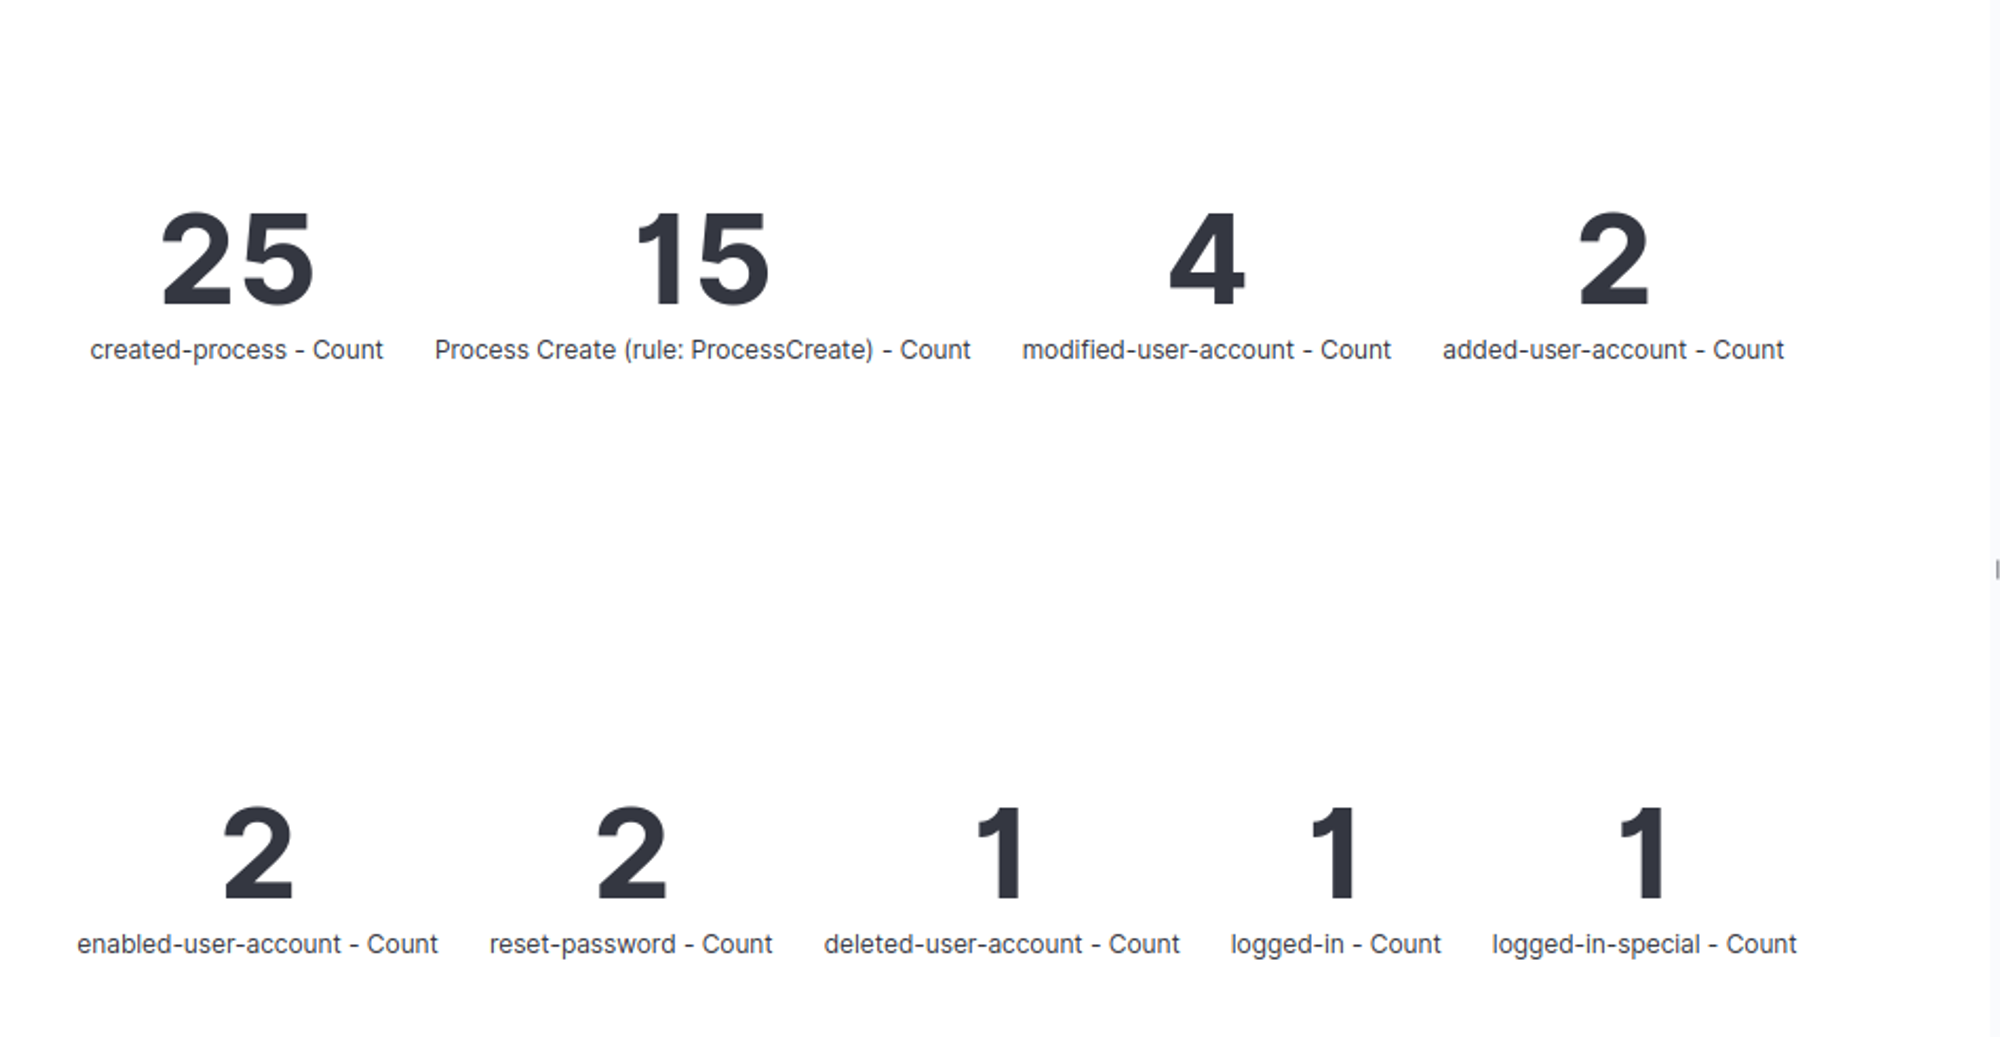 25 15 4 2
created-process - Count Process Create (rule: ProcessCreate) - Count modified-user-account - Count added-user-account - Count
2 2 1 1 1
enabled-user-account - Count reset-password - Count deleted-user-account - Count logged-in - Count logged-in-special - Count